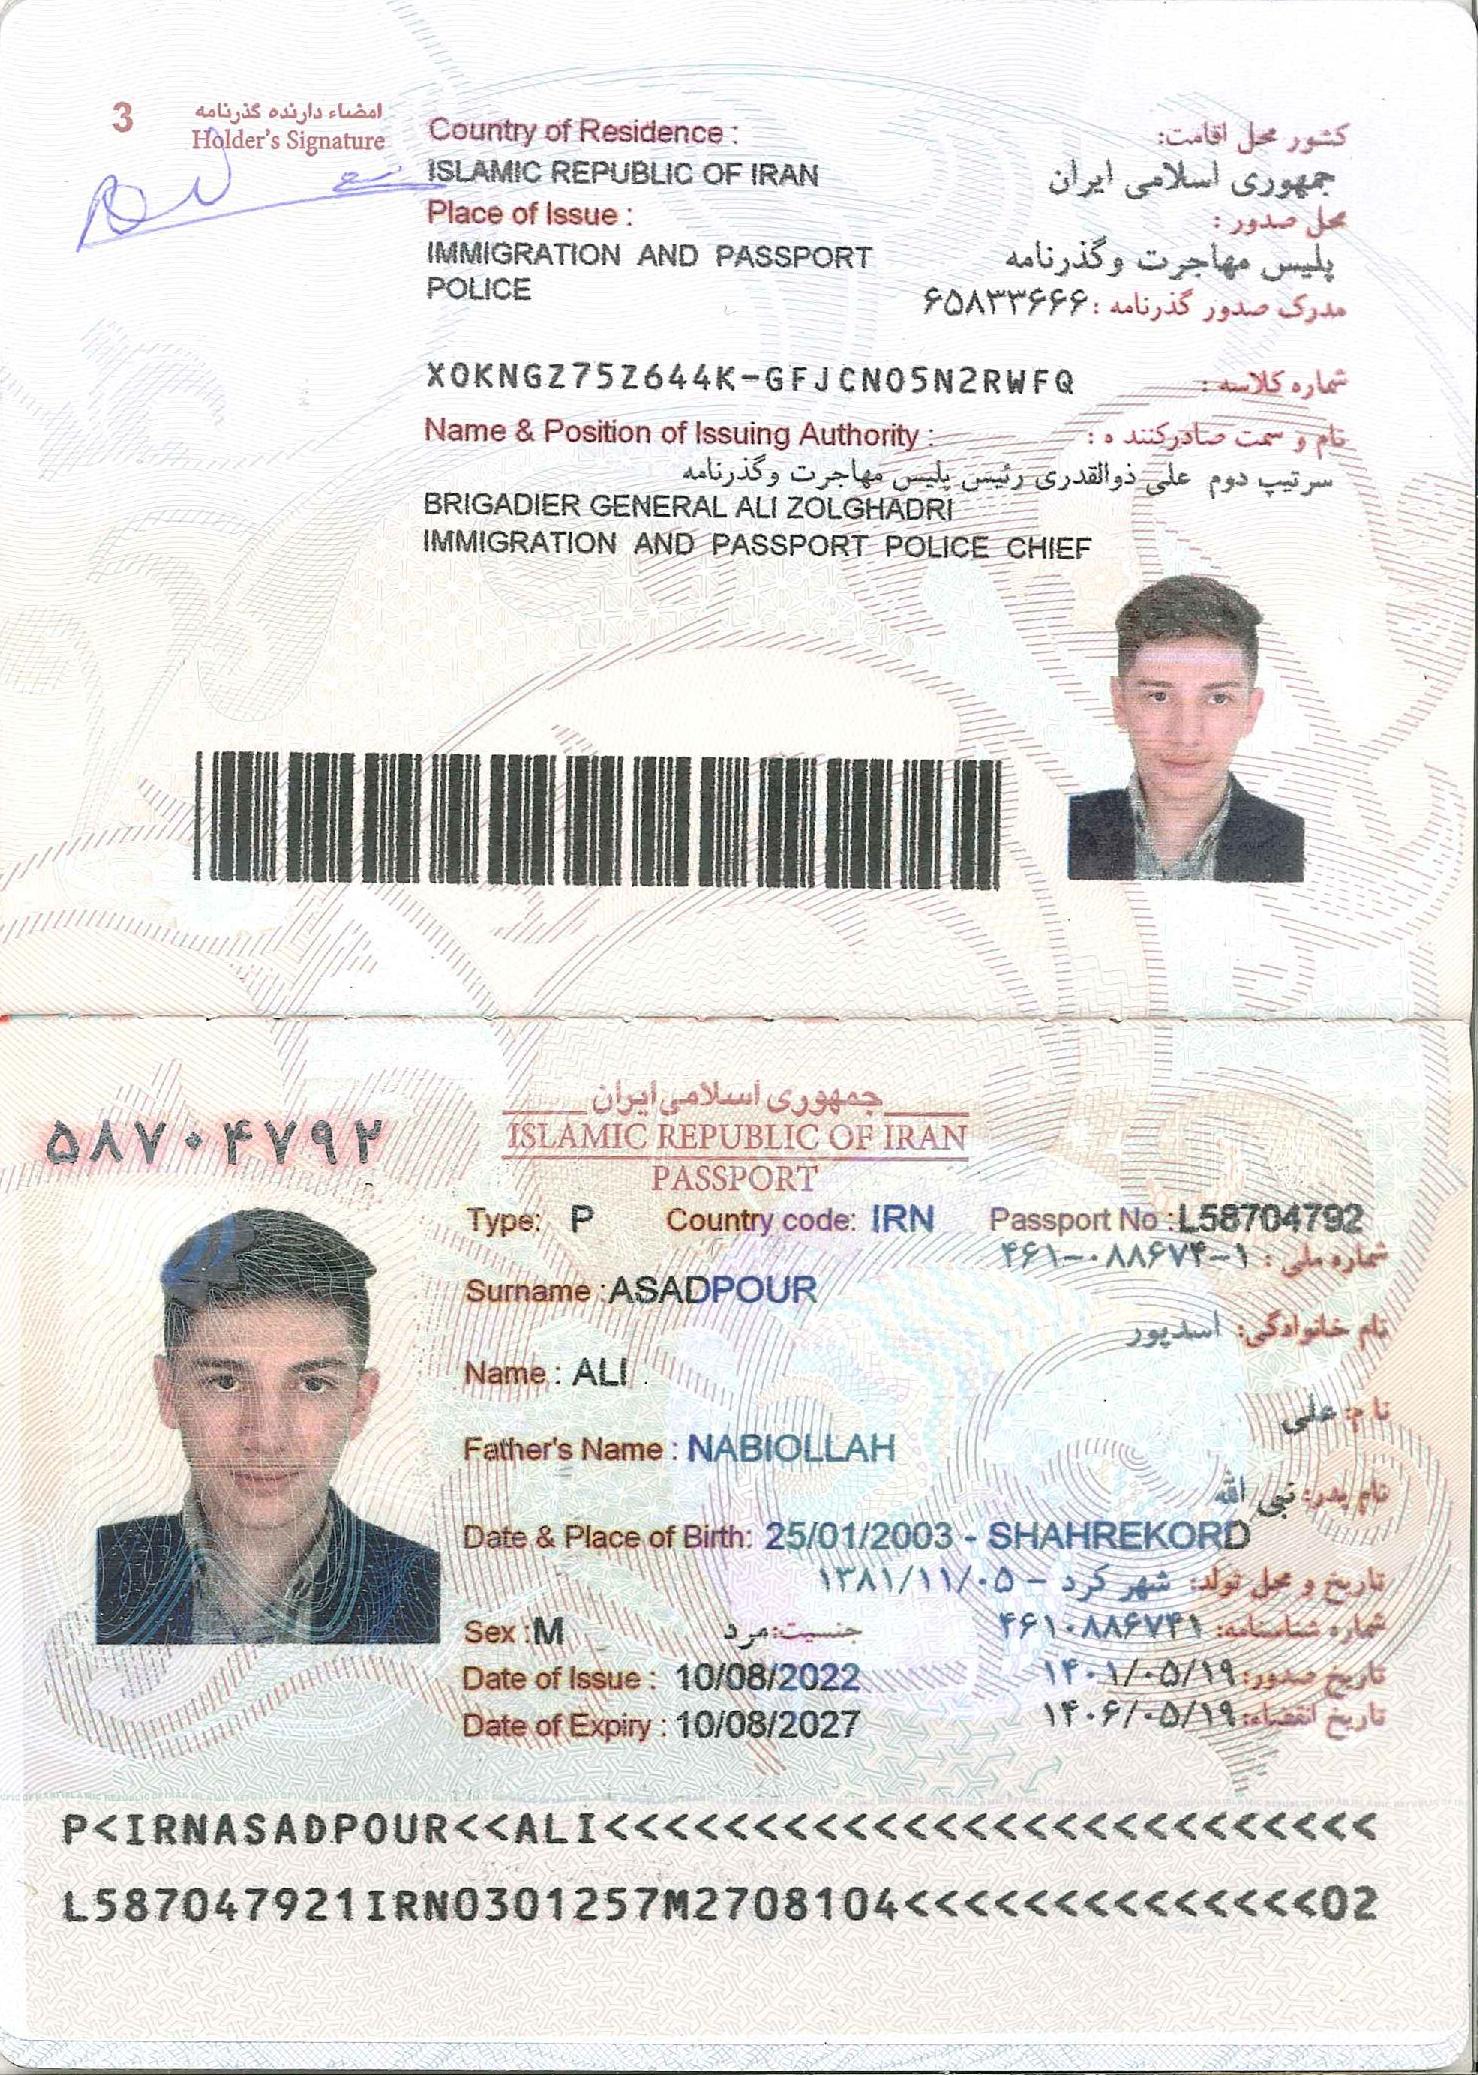 3
امضاء دارنده گذرنامه
Holder's Signature
Country of Residence :
کشور محل اقامت:
ISLAMIC REPUBLIC OF IRAN
جمهوری اسلامی ایران
Place of Issue :
محل صدور :
IMMIGRATION AND PASSPORT
POLICE
پلیس مهاجرت وگذرنامه
مدرک صدور گذرنامه : ۶۵۸۳۳۶۶۶
X0KNGZ75Z644K-GFJCNO5N2RWFQ
شماره کلاسه :
Name & Position of Issuing Authority :
نام و سمت صادرکننده :
سرتیپ دوم علی ذوالقدری رئیس پلیس مهاجرت وگذرنامه
BRIGADIER GENERAL ALI ZOLGHADRI
IMMIGRATION AND PASSPORT POLICE CHIEF
جمهوری اسلامی ایران
۵۸۷۰۴۷۹۲
ISLAMIC REPUBLIC OF IRAN
PASSPORT
Type: P Country code: IRN Passport No : L58704792
شماره ملی : ۴۶۱-۰۸۸۶۷۴-۱
Surname : ASADPOUR
نام خانوادگی: اسدپور
Name : ALI
نام: علی
Father's Name : NABIOLLAH
نام پدر: نبی الله
Date & Place of Birth: 25/01/2003 - SHAHREKORD
تاریخ و محل تولد: شهر کرد - ۱۳۸۱/۱۱/۰۵
Sex : M
جنسیت: مرد
شماره شناسنامه: ۴۶۱۰۸۸۶۷۴۱
Date of Issue : 10/08/2022
تاریخ صدور: ۱۴۰۱/۰۵/۱۹
Date of Expiry : 10/08/2027
تاریخ انقضاء: ۱۴۰۶/۰۵/۱۹
P<IRNASADPOUR<<ALI<<<<<<<<<<<<<<<<<<<<<<<<<<
L587047921IRN0301257M2708104<<<<<<<<<<<<<<02